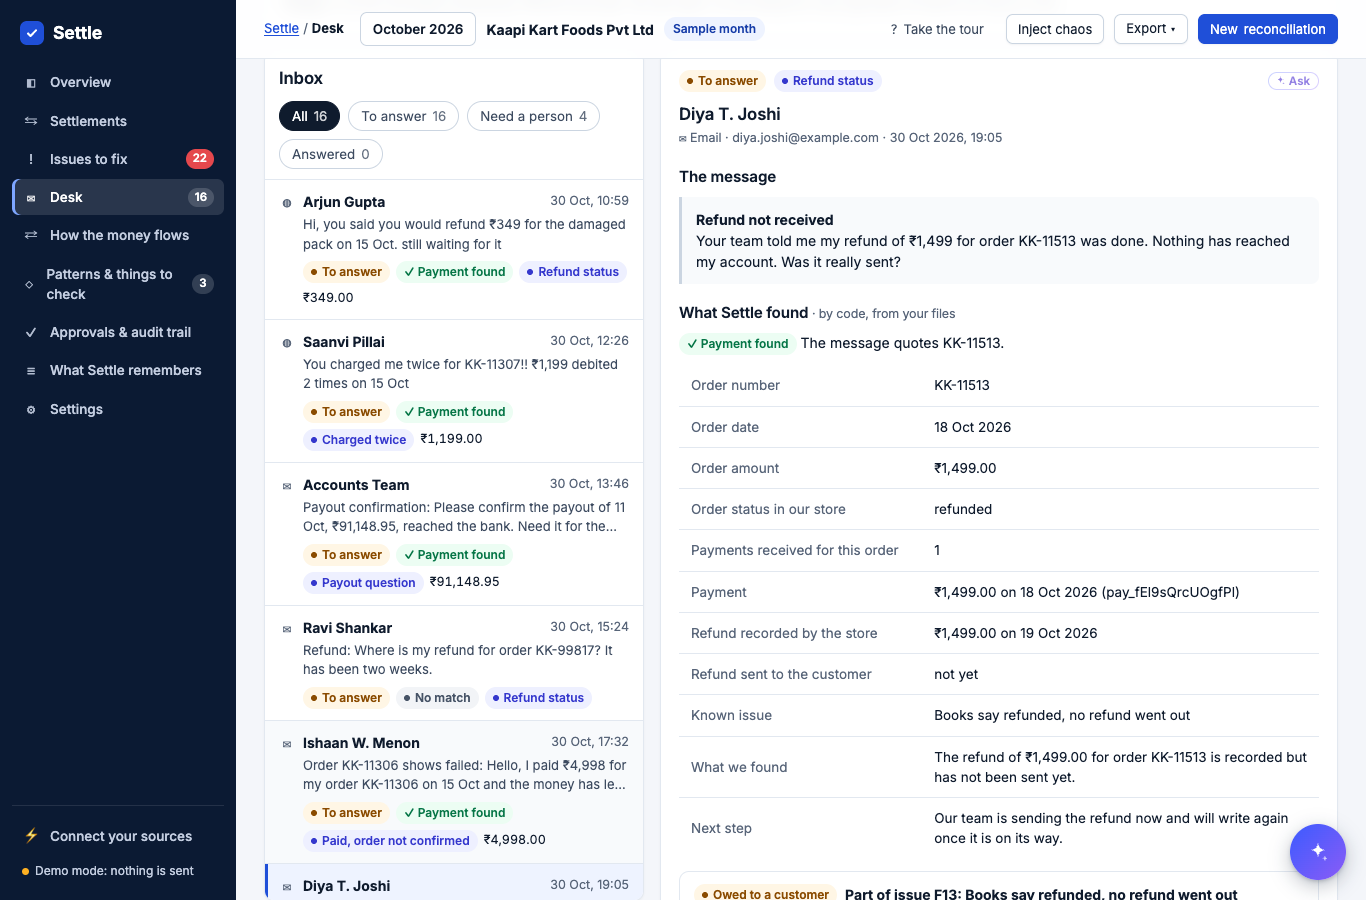 Settle
Overview
Settlements
Issues to fix 22
Desk 16
How the money flows
Patterns & things to
check 3
Approvals & audit trail
What Settle remembers
Settings
Connect your sources
Demo mode: nothing is sent
Settle / Desk October 2026 Kaapi Kart Foods Pvt Ltd Sample month ? Take the tour Inject chaos Export New reconciliation
Inbox
All 16 To answer 16 Need a person 4
Answered 0
Arjun Gupta 30 Oct, 10:59
Hi, you said you would refund ₹349 for the damaged
pack on 15 Oct. still waiting for it
To answer Payment found Refund status
₹349.00
Saanvi Pillai 30 Oct, 12:26
You charged me twice for KK-11307!! ₹1,199 debited
2 times on 15 Oct
To answer Payment found
Charged twice ₹1,199.00
Accounts Team 30 Oct, 13:46
Payout confirmation: Please confirm the payout of 11
Oct, ₹91,148.95, reached the bank. Need it for the...
To answer Payment found
Payout question ₹91,148.95
Ravi Shankar 30 Oct, 15:24
Refund: Where is my refund for order KK-99817? It
has been two weeks.
To answer No match Refund status
Ishaan W. Menon 30 Oct, 17:32
Order KK-11306 shows failed: Hello, I paid ₹4,998 for
my order KK-11306 on 15 Oct and the money has le...
To answer Payment found
Paid, order not confirmed ₹4,998.00
Diya T. Joshi 30 Oct, 19:05
To answer Refund status Ask
Diya T. Joshi
Email · diya.joshi@example.com · 30 Oct 2026, 19:05
The message
Refund not received
Your team told me my refund of ₹1,499 for order KK-11513 was done. Nothing has reached
my account. Was it really sent?
What Settle found · by code, from your files
Payment found The message quotes KK-11513.
Order number KK-11513
Order date 18 Oct 2026
Order amount ₹1,499.00
Order status in our store refunded
Payments received for this order 1
Payment ₹1,499.00 on 18 Oct 2026 (pay_fEl9sQrcUOgfPl)
Refund recorded by the store ₹1,499.00 on 19 Oct 2026
Refund sent to the customer not yet
Known issue Books say refunded, no refund went out
What we found The refund of ₹1,499.00 for order KK-11513 is recorded but
has not been sent yet.
Next step Our team is sending the refund now and will write again
once it is on its way.
Owed to a customer Part of issue F13: Books say refunded, no refund went out